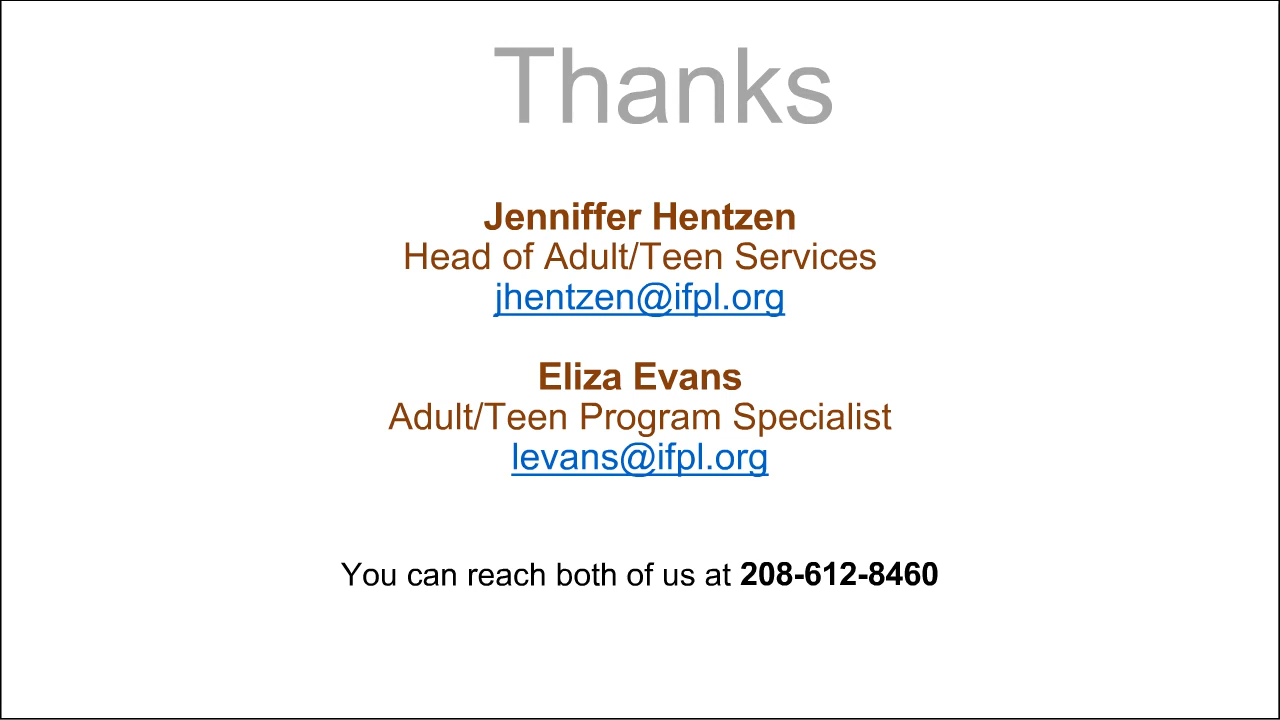 Thanks
Jenniffer Hentzen
Head of Adult/Teen Services
jhentzen@ifpl.org
Eliza Evans
Adult/Teen Program Specialist
levans@ifpl.org
You can reach both of us at 208-612-8460